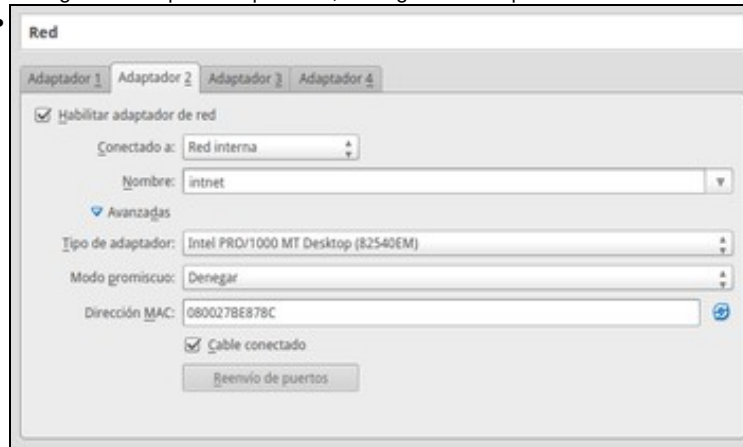 Red
Adaptador 1 Adaptador 2 Adaptador 3 Adaptador 4
Habilitar adaptador de red
Conectado a: Red interna
Nombre: intnet
Avanzadas
Tipo de adaptador: Intel PRO/1000 MT Desktop (82540EM)
Modo promiscuo: Denegar
Dirección MAC: 080027BE878C
Cable conectado
Reenvío de puertos